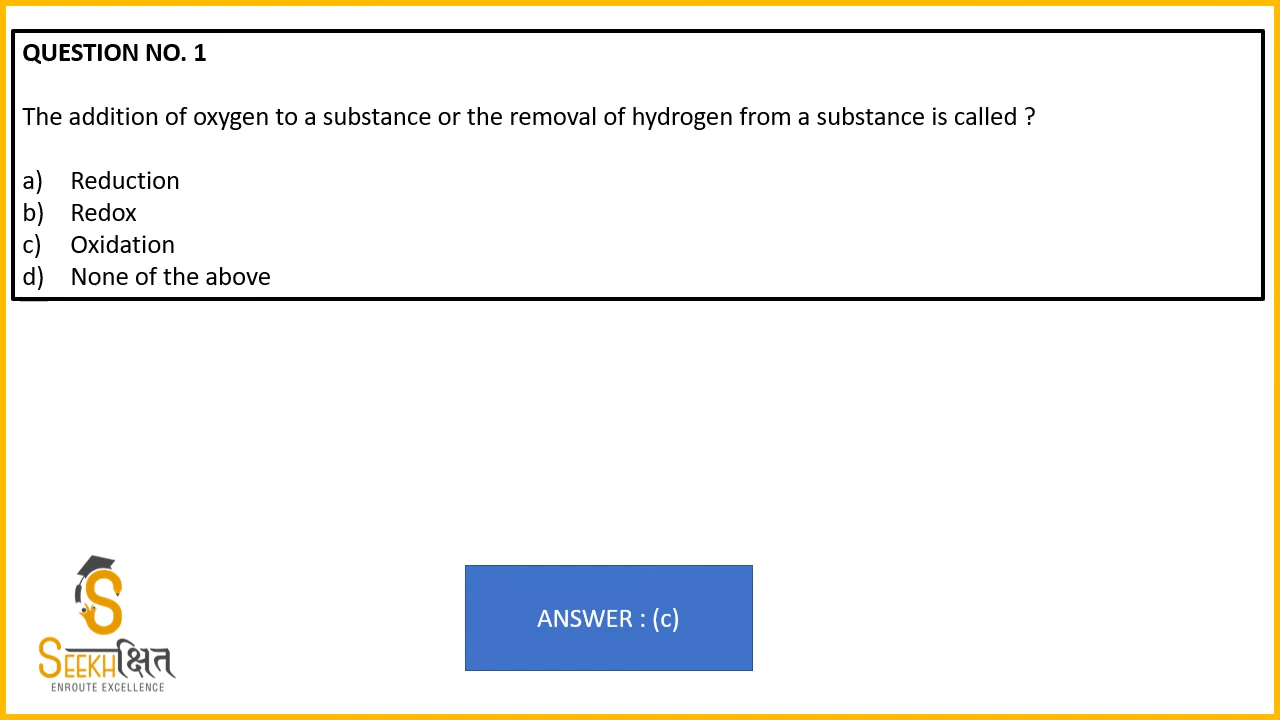 QUESTION NO. 1
The addition of oxygen to a substance or the removal of hydrogen from a substance is called ?
a) Reduction
b) Redox
c) Oxidation
d) None of the above
ANSWER : (c)
S
SEEKHक्षित
ENROUTE EXCELLENCE